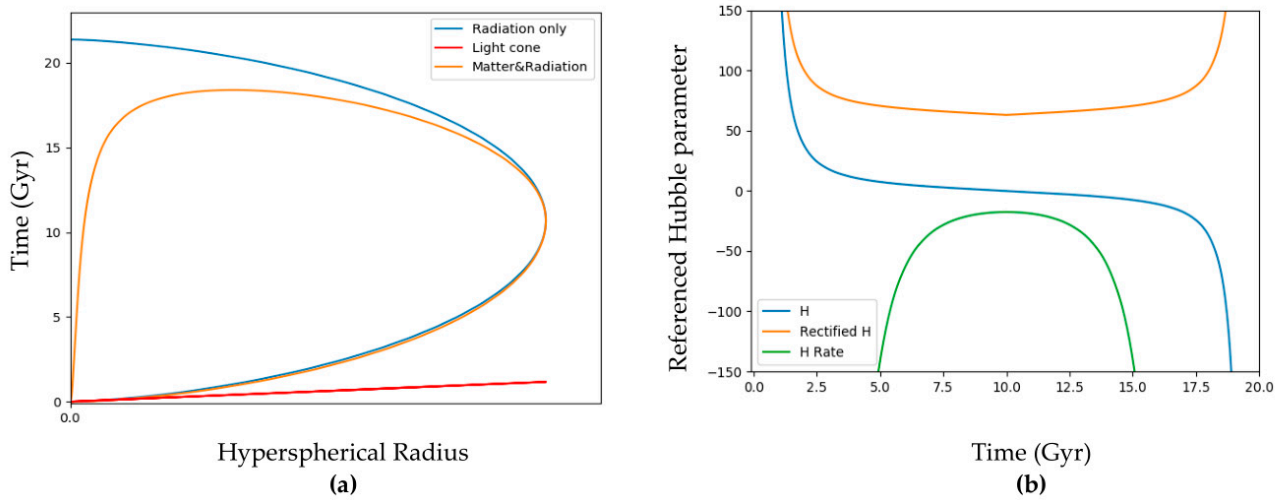 Time (Gyr)
20
15
10
5
0
0.0
Radiation only
Light cone
Matter&Radiation
Hyperspherical Radius
(a)
Referenced Hubble parameter
150
100
50
0
−50
−100
−150
H
Rectified H
H Rate
0.0 2.5 5.0 7.5 10.0 12.5 15.0 17.5 20.0
Time (Gyr)
(b)